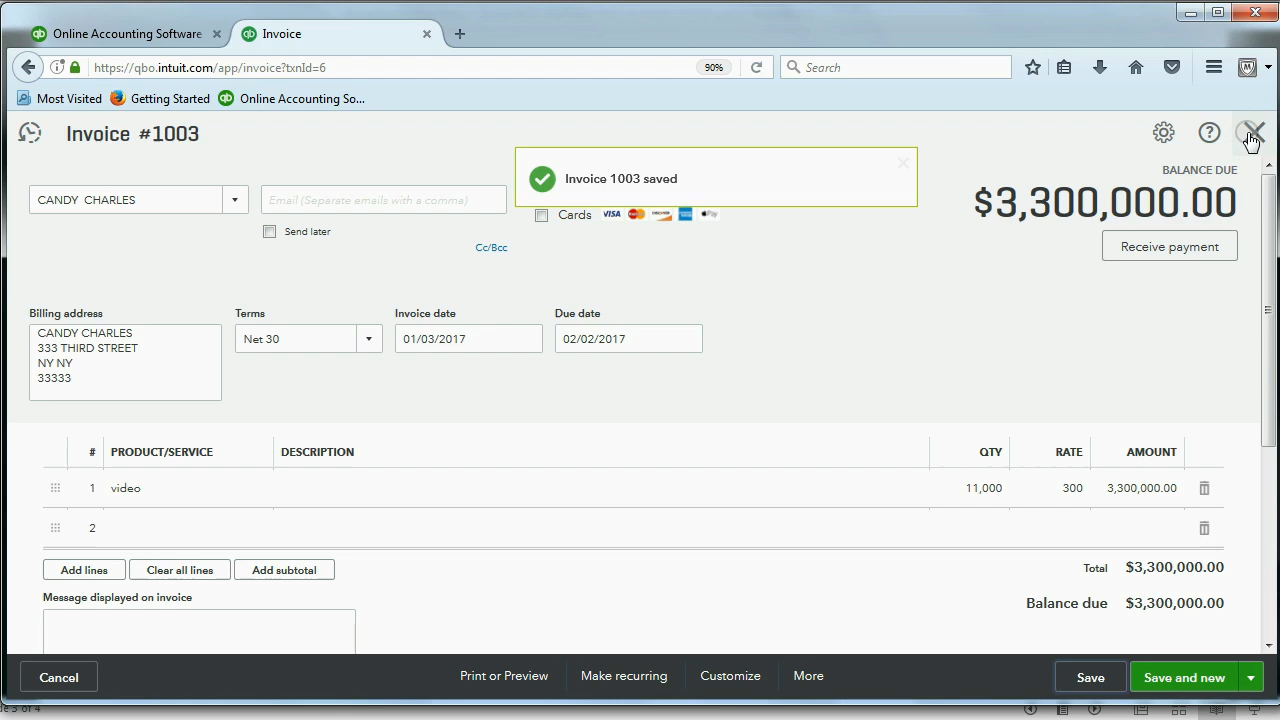 Online Accounting Software
Invoice
https://qbo.intuit.com/app/invoice?txnId=6
90%
Search
Most Visited
Getting Started
Online Accounting So...
Invoice #1003
Invoice 1003 saved
BALANCE DUE
$3,300,000.00
CANDY CHARLES
Email (Separate emails with a comma)
Cards
VISA
Send later
Cc/Bcc
Receive payment
Billing address
Terms
Invoice date
Due date
CANDY CHARLES
333 THIRD STREET
NY NY
33333
Net 30
01/03/2017
02/02/2017
# PRODUCT/SERVICE DESCRIPTION QTY RATE AMOUNT
1 video 11,000 300 3,300,000.00
2
Add lines
Clear all lines
Add subtotal
Total $3,300,000.00
Message displayed on invoice
Balance due $3,300,000.00
Cancel
Print or Preview
Make recurring
Customize
More
Save
Save and new